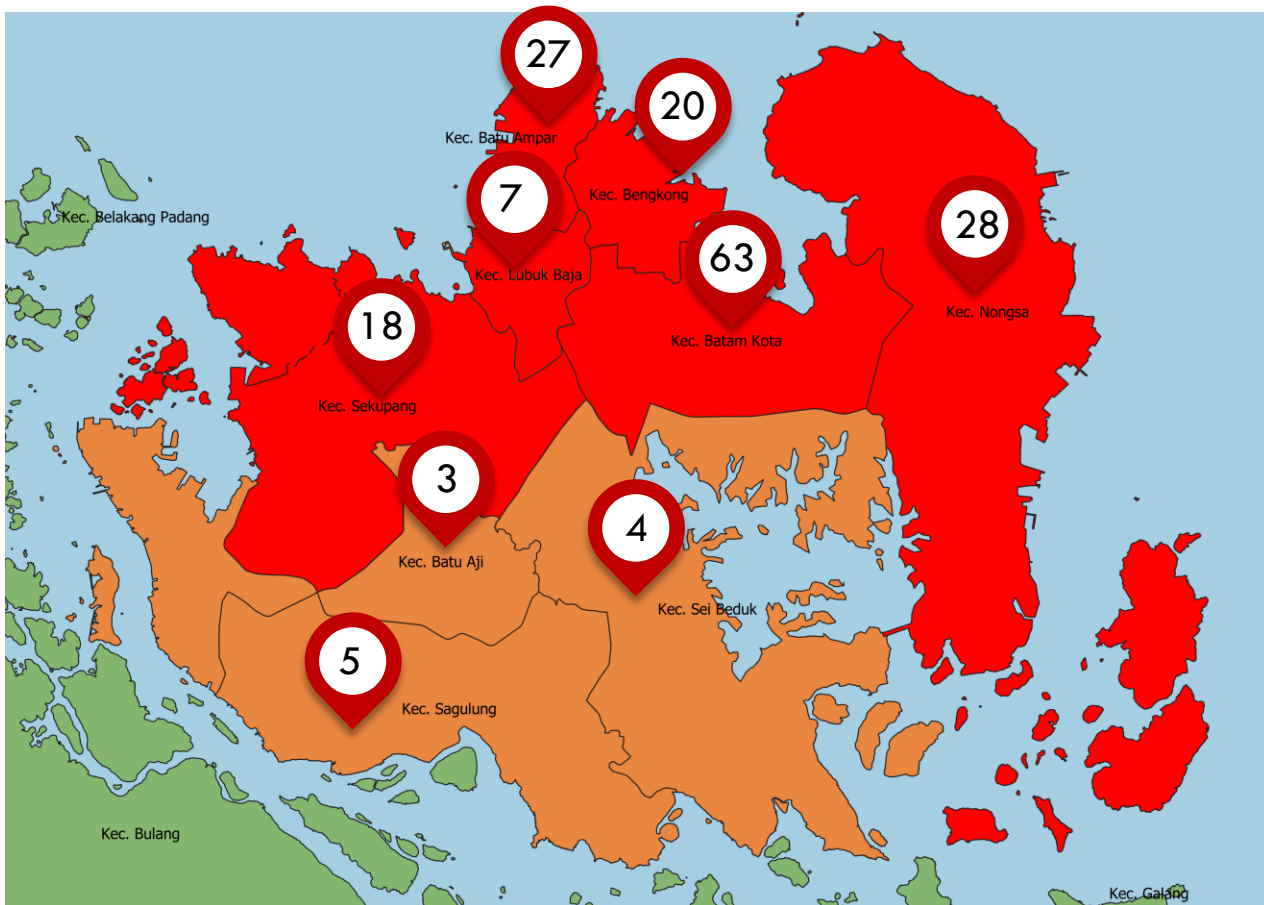 27
20
Kec. Batu Ampar
7
Kec. Bengkong
Kec. Belakang Padang
28
63
Kec. Lubuk Baja
Kec. Nongsa
18
Kec. Batam Kota
Kec. Sekupang
3
4
Kec. Batu Aji
Kec. Sei Beduk
5
Kec. Sagulung
Kec. Bulang
Kec. Galang